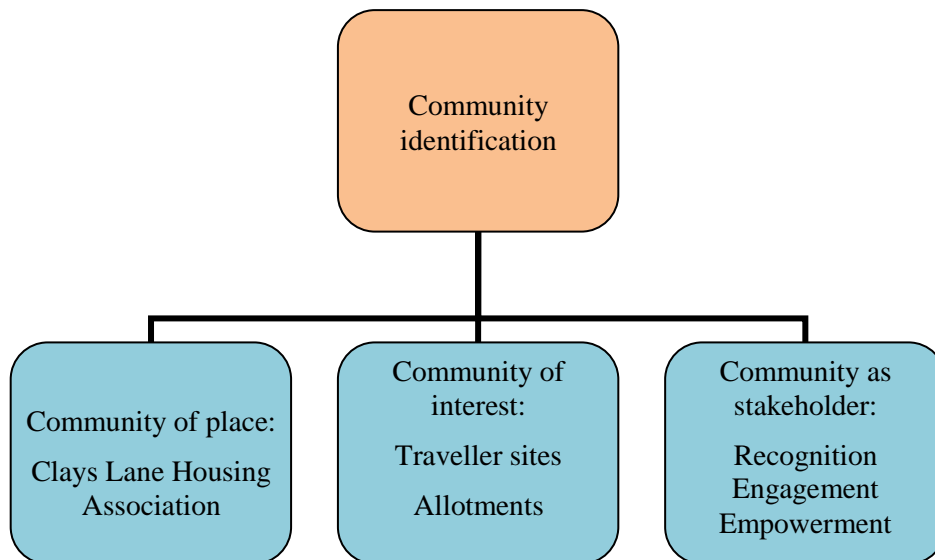 Community
identification
Community of place:
Clays Lane Housing
Association
Community of
interest:
Traveller sites
Allotments
Community as
stakeholder:
Recognition
Engagement
Empowerment